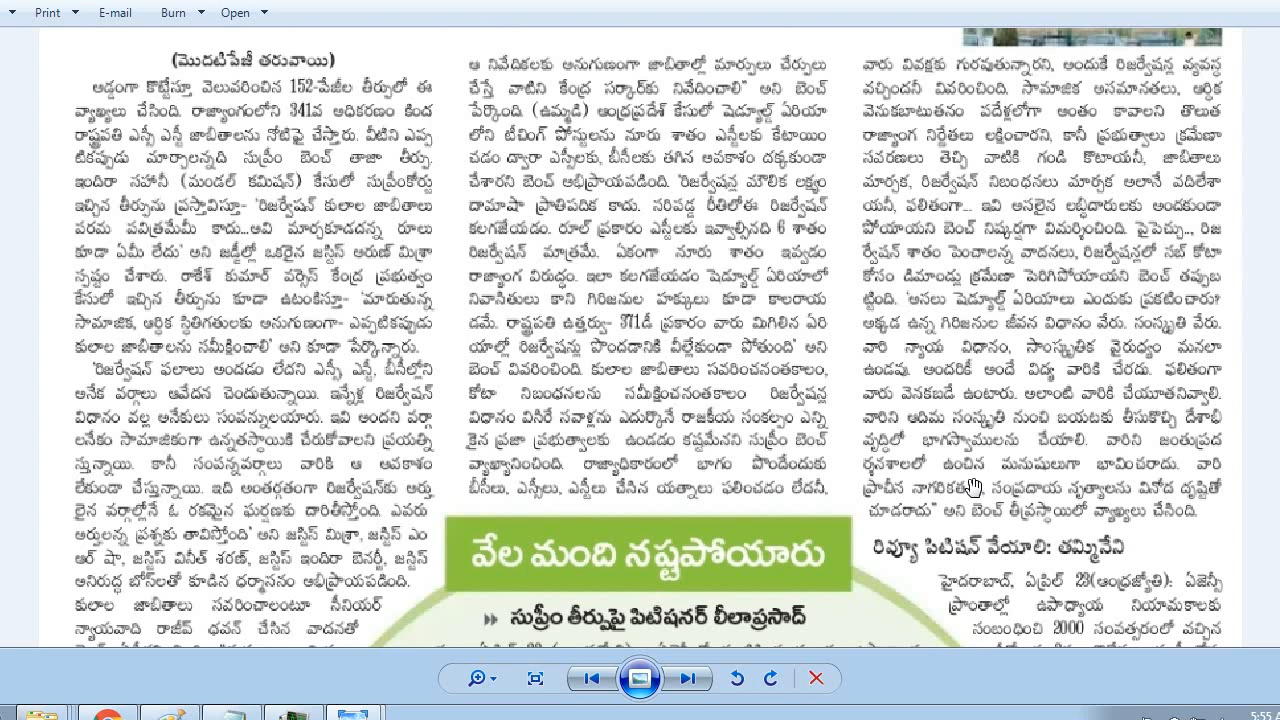 Print
E-mail
Burn
Open
(మొదటిపేజీ తరువాయి)
అడ్డంగా కొట్టేస్తూ వెలువరించిన 152-పేజీల తీర్పులో ఈ
వ్యాఖ్యలు చేసింది. రాజ్యాంగంలోని 341వ అధికరణం కింద
రాష్ట్రపతి ఎస్సీ ఎస్టీ జాబితాలను నోటిఫై చేస్తారు. వీటిని ఎప్ప
టికప్పుడు మార్చాలన్నది సుప్రీం బెంచ్ తాజా తీర్పు.
ఇందిరా సహానీ (మండల్ కమిషన్) కేసులో సుప్రీంకోర్టు
ఇచ్చిన తీర్పును ప్రస్తావిస్తూ- 'రిజర్వేషన్ కులాల జాబితాలు
పరమ పవిత్రమేమీ కాదు...అవి మార్చకూడదన్న రూలు
కూడా ఏమీ లేదు' అని జడ్జీల్లో ఒకరైన జస్టిస్ అరుణ్ మిశ్రా
స్పష్టం చేశారు. రాకేశ్ కుమార్ వర్సెస్ కేంద్ర ప్రభుత్వం
కేసులో ఇచ్చిన తీర్పును కూడా ఉటంకిస్తూ- 'మారుతున్న
సామాజిక, ఆర్థిక స్థితిగతులకు అనుగుణంగా- ఎప్పటికప్పుడు
కులాల జాబితాలను సమీక్షించాలి' అని కూడా పేర్కొన్నారు.
'రిజర్వేషన్ ఫలాలు అందడం లేదని ఎస్సీ, ఎస్టీ, బీసీల్లోని
అనేక వర్గాలు ఆవేదన చెందుతున్నాయి. ఇన్నేళ్ల రిజర్వేషన్
విధానం వల్ల అనేకులు సంపన్నులయారు. ఇవి అందని వర్గా
లనేకం సామాజికంగా ఉన్నతస్థాయికి చేరుకోవాలని ప్రయత్ని
స్తున్నాయి. కానీ సంపన్నవర్గాలు వారికి ఆ అవకాశం
లేకుండా చేస్తున్నాయి. ఇది అంతర్గతంగా రిజర్వేషన్‌కు అర్హు
లైన వర్గాల్లోనే ఓ రకమైన ఘర్షణకు దారితీస్తోంది. ఎవరు
అర్హులన్న ప్రశ్నకు తావిస్తోంది' అని జస్టిస్ మిశ్రా, జస్టిస్ ఎం
ఆర్ షా, జస్టిస్ వినీత్ శరణ్, జస్టిస్ ఇందిరా బెనర్జీ, జస్టిస్
అనిరుద్ధ బోస్‌లతో కూడిన ధర్మాసనం అభిప్రాయపడింది.
కులాల జాబితాలు సవరించాలంటూ సీనియర్
న్యాయవాది రాజీవ్ ధవన్ చేసిన వాదనతో
ఆ నివేదికలకు అనుగుణంగా జాబితాల్లో మార్పులు చేర్పులు
చేస్తే వాటిని కేంద్ర సర్కార్‌కు నివేదించాలి" అని బెంచ్
పేర్కొంది (ఉమ్మడి) ఆంధ్రప్రదేశ్ కేసులో షెడ్యూల్డ్ ఏరియా
లోని టీచింగ్ పోస్టులను నూరు శాతం ఎస్టీలకు కేటాయిం
చడం ద్వారా ఎస్సీలకు, బీసీలకు తగిన అవకాశం దక్కకుండా
చేశారని బెంచ్ అభిప్రాయపడింది. 'రిజర్వేషన్ల మౌలిక లక్ష్యం
దామాషా ప్రాతిపదిక కాదు. సరిపడ్డ రీతిలోఈ రిజర్వేషన్
కలగజేయడం. రూల్ ప్రకారం ఎస్టీలకు ఇవ్వాల్సినది 6 శాతం
రిజర్వేషన్ మాత్రమే. ఏకంగా నూరు శాతం ఇవ్వడం
రాజ్యాంగ విరుద్ధం. ఇలా కలగజేయడం షెడ్యూల్డ్ ఏరియాలో
నివాసితులు కాని గిరిజనుల హక్కులు కూడా కాలరాయ
డమే. రాష్ట్రపతి ఉత్తర్వు- 371డీ ప్రకారం వారు మిగిలిన ఏరి
యాల్లో రిజర్వేషన్లు పొందడానికి వీల్లేకుండా పోతుంది' అని
బెంచ్ వివరించింది. కులాల జాబితాలు సవరించనంతకాలం,
కోటా నిబంధనలను సమీక్షించనంతకాలం రిజర్వేషన్ల
విధానం విసిరే సవాళ్లను ఎదుర్కొనే రాజకీయ సంకల్పం ఎన్ని
కైన ప్రజా ప్రభుత్వాలకు ఉండడం కష్టమేనని సుప్రీం బెంచ్
వ్యాఖ్యానించింది. రాజ్యాధికారంలో భాగం పొందేందుకు
బీసీలు, ఎస్సీలు, ఎస్టీలు చేసిన యత్నాలు ఫలించడం లేదనీ,
వారు వివక్షకు గురవుతున్నారని, అందుకే రిజర్వేషన్ల వ్యవస్థ
వచ్చిందనీ వివరించింది. సామాజిక అసమానతలు, ఆర్థిక
వెనుకబాటుతనం పదేళ్లలోగా అంతం కావాలని తొలుత
రాజ్యాంగ నిర్ణేతలు లక్షించారని, కానీ ప్రభుత్వాలు క్రమేణా
సవరణలు తెచ్చి వాటికి గండి కొటాయనీ, జాబితాలు
మార్చక, రిజర్వేషన్ నిబంధనలు మార్చక అలానే వదిలేశా
యనీ, ఫలితంగా... ఇవి అసలైన లబ్ధిదారులకు అందకుండా
పోయాయని బెంచ్ నిష్కర్షగా విమర్శించింది. పైపెచ్చు.., రిజ
ర్వేషన్ శాతం పెంచాలన్న వాదనలు, రిజర్వేషన్లలో సబ్ కోటా
కోసం డిమాండ్లు క్రమేణా పెరిగిపోయాయని బెంచ్ తప్పుబ
ట్టింది. 'అసలు షెడ్యూల్డ్ ఏరియాలు ఎందుకు ప్రకటించారు?
అక్కడ ఉన్న గిరిజనుల జీవన విధానం వేరు. సంస్కృతి వేరు.
వారి న్యాయ విధానం, సాంస్కృతిక వైరుధ్యం మనలా
ఉండవు. అందరికీ అందే విద్య వారికి చేరదు. ఫలితంగా
వారు వెనకబడే ఉంటారు. అలాంటి వారికి చేయూతనివ్వాలి.
వారిని ఆదిమ సంస్కృతి నుంచి బయటకు తీసుకొచ్చి దేశాభి
వృద్ధిలో భాగస్వాములను చేయాలి. వారిని జంతుప్రద
ర్శనశాలలో ఉంచిన మనుషులుగా భావించరాదు. వారి
ప్రాచీన సంప్రదాయ నృత్యాలను వినోద దృష్టితో
చూడరాదు" అని బెంచ్ తీవ్రస్థాయిలో వ్యాఖ్యలు చేసింది.
రివ్యూ పిటిషన్ వేయాలి: తమ్మినేని
హైదరాబాద్, ఏప్రిల్ 23(ఆంధ్రజ్యోతి): ఏజెన్సీ
ప్రాంతాల్లో ఉపాధ్యాయ నియామకాలకు
సంబంధించి 2000 సంవత్సరంలో వచ్చిన
వేల మంది నష్టపోయారు
సుప్రీం తీర్పుపై పిటిషనర్ లీలాప్రసాద్